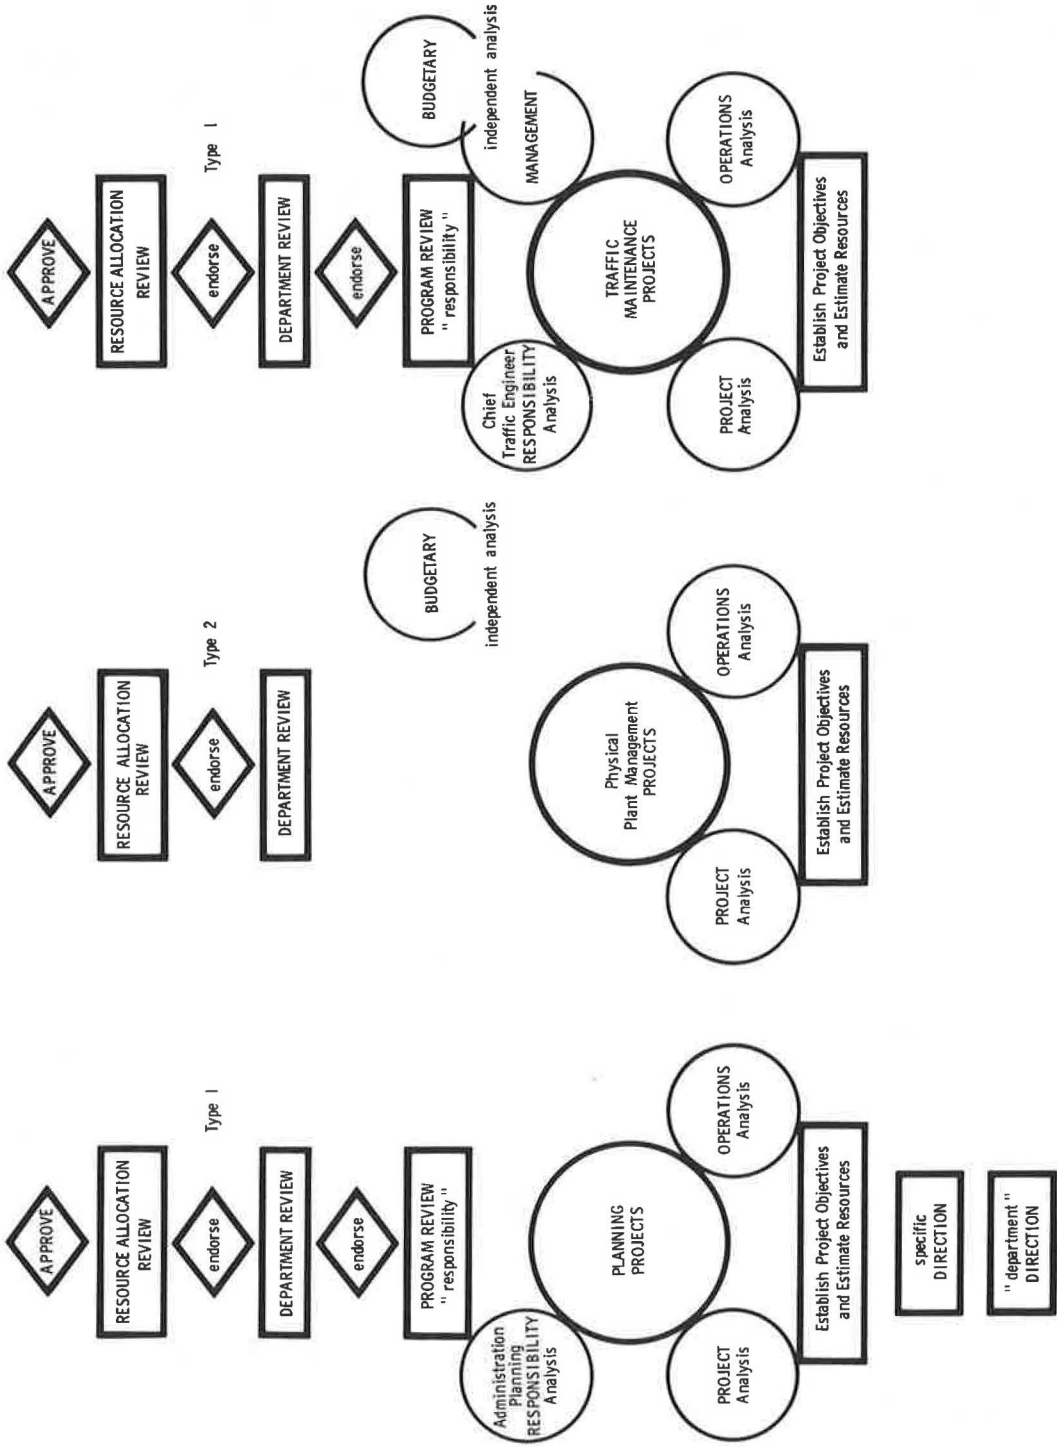 APPROVE
RESOURCE ALLOCATION
REVIEW
endorse
Type 1
DEPARTMENT REVIEW
endorse
PROGRAM REVIEW
" responsibility "
Administration
Planning
RESPONSIBILITY
Analysis
PLANNING
PROJECTS
PROJECT
Analysis
OPERATIONS
Analysis
Establish Project Objectives
and Estimate Resources
specific
DIRECTION
" department "
DIRECTION
APPROVE
RESOURCE ALLOCATION
REVIEW
endorse
Type 2
DEPARTMENT REVIEW
BUDGETARY
independent analysis
Physical
Plant Management
PROJECTS
PROJECT
Analysis
OPERATIONS
Analysis
Establish Project Objectives
and Estimate Resources
APPROVE
RESOURCE ALLOCATION
REVIEW
endorse
Type 1
DEPARTMENT REVIEW
endorse
PROGRAM REVIEW
" responsibility "
BUDGETARY
independent analysis
MANAGEMENT
Chief
Traffic Engineer
RESPONSIBILITY
Analysis
TRAFFIC
MAINTENANCE
PROJECTS
PROJECT
Analysis
OPERATIONS
Analysis
Establish Project Objectives
and Estimate Resources